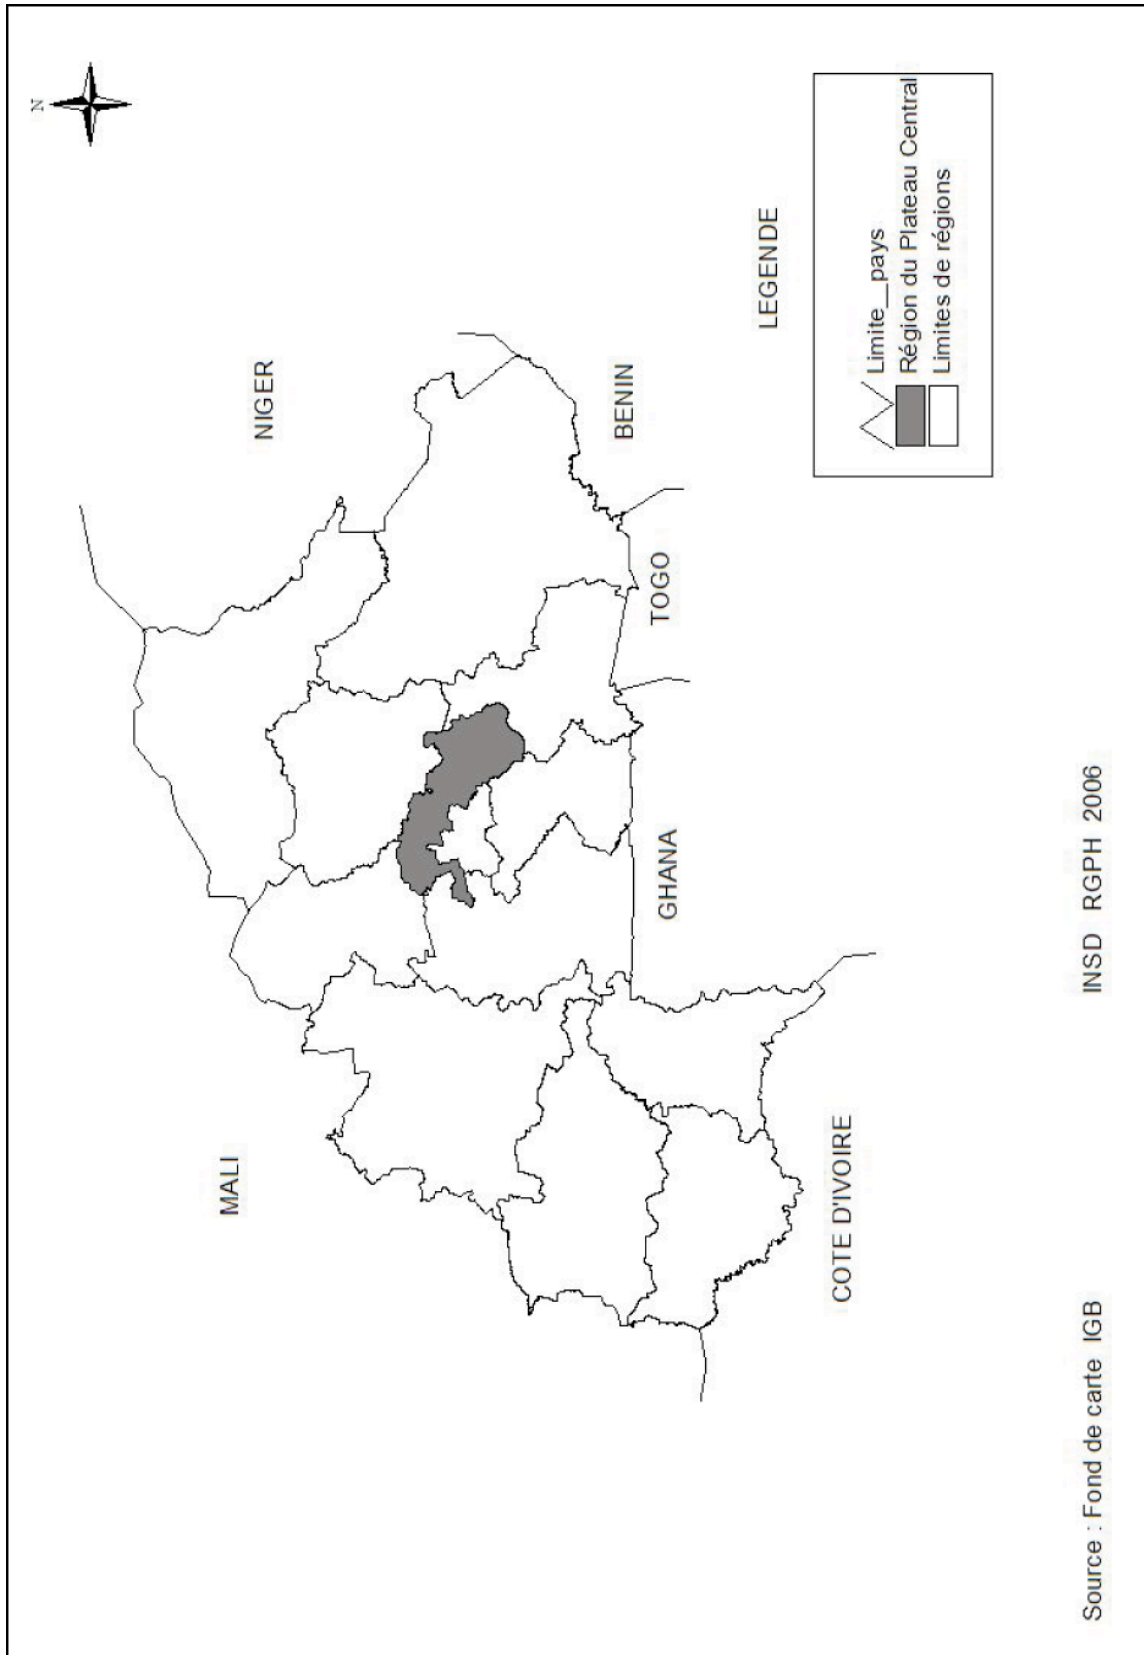 N
NIGER
MALI
BENIN
TOGO
GHANA
COTE D'IVOIRE
LEGENDE
Limite__pays
Région du Plateau Central
Limites de régions
Source : Fond de carte IGB
INSD RGPH 2006